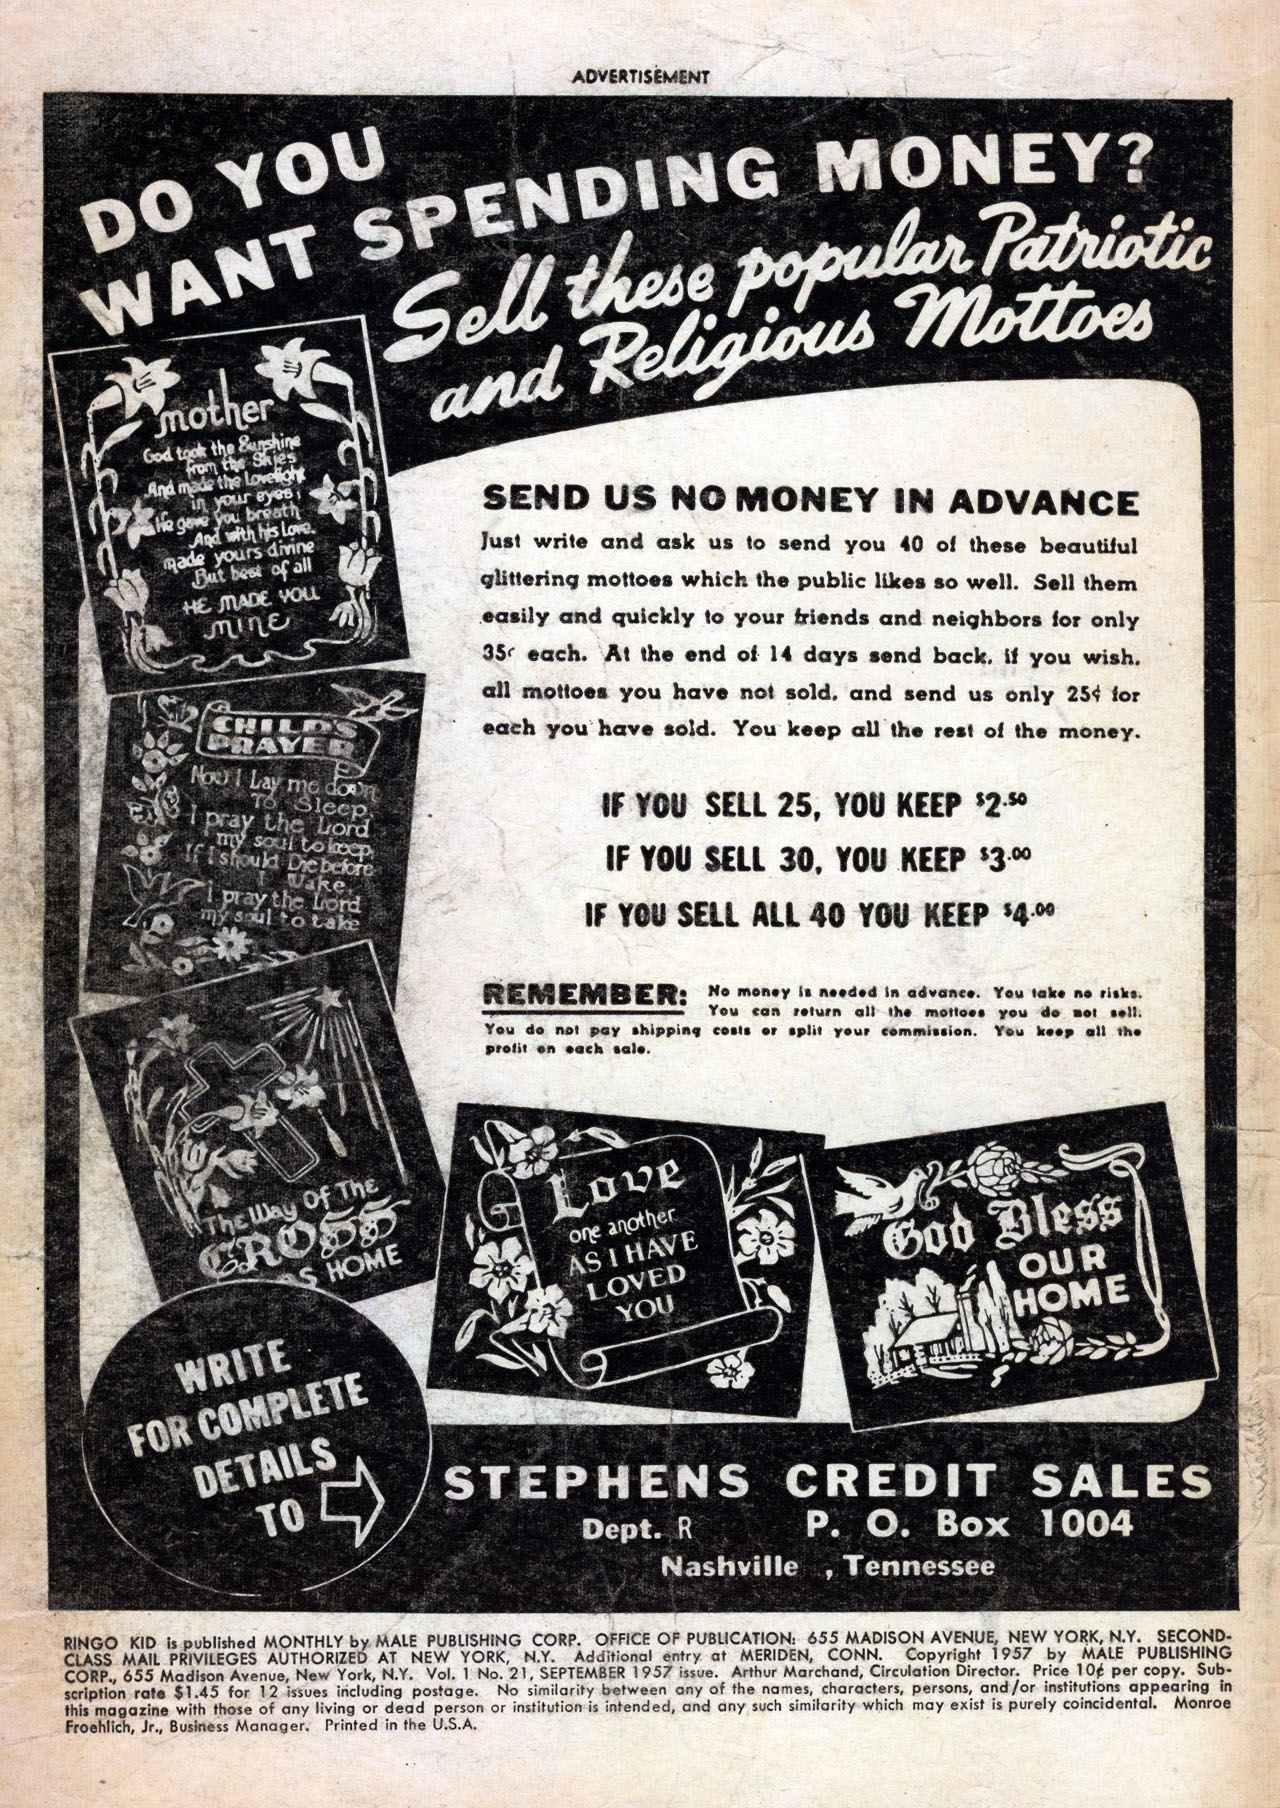 ADVERTISEMENT
DO YOU
WANT SPENDING MONEY?
Sell these popular Patriotic
and Religious Mottoes
mother
God took the Sunshine
from the Skies
And made the Lovelight
in your eyes;
He gave you breath
And with his Love.
made yours divine
But best of all
HE MADE YOU
MINE
CHILD'S
PRAYER
Now I Lay me down
To Sleep,
I pray the Lord
my soul to keep,
If I should Die before
I Wake.
I pray the Lord
my soul to take
The Way Of The
CROSS
HOME
SEND US NO MONEY IN ADVANCE
Just write and ask us to send you 40 of these beautiful
glittering mottoes which the public likes so well. Sell them
easily and quickly to your friends and neighbors for only
35¢ each. At the end of 14 days send back, if you wish,
all mottoes you have not sold, and send us only 25¢ for
each you have sold. You keep all the rest of the money.
IF YOU SELL 25, YOU KEEP $2.50
IF YOU SELL 30, YOU KEEP $3.00
IF YOU SELL ALL 40 YOU KEEP $4.00
REMEMBER: No money is needed in advance. You take no risks.
You can return all the mottoes you do not sell.
You do not pay shipping costs or split your commission. You keep all the
profit on each sale.
Love
one another
AS I HAVE
LOVED
YOU
God Bless
OUR
HOME
WRITE
FOR COMPLETE
DETAILS
TO
STEPHENS CREDIT SALES
Dept. R P. O. Box 1004
Nashville , Tennessee
RINGO KID is published MONTHLY by MALE PUBLISHING CORP. OFFICE OF PUBLICATION: 655 MADISON AVENUE, NEW YORK, N.Y. SECOND-
CLASS MAIL PRIVILEGES AUTHORIZED AT NEW YORK, N.Y. Additional entry at MERIDEN, CONN. Copyright 1957 by MALE PUBLISHING
CORP., 655 Madison Avenue, New York, N.Y. Vol. 1 No. 21, SEPTEMBER 1957 issue. Arthur Marchand, Circulation Director. Price 10¢ per copy. Sub-
scription rate $1.45 for 12 issues including postage. No similarity between any of the names, characters, persons, and/or institutions appearing in
this magazine with those of any living or dead person or institution is intended, and any such similarity which may exist is purely coincidental. Monroe
Froehlich, Jr., Business Manager. Printed in the U.S.A.